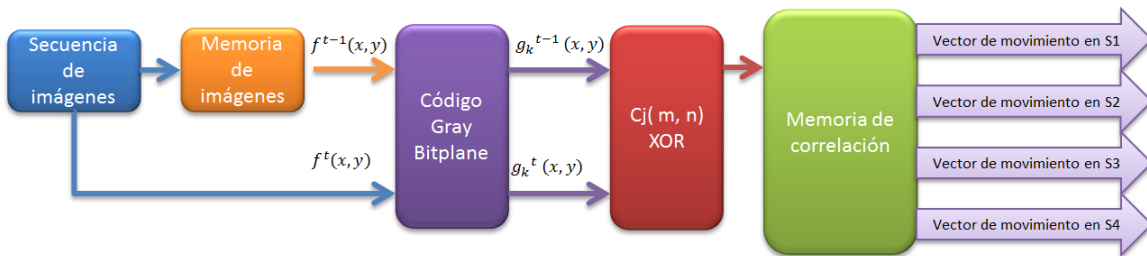 Secuencia
de
imágenes
Memoria
de
imágenes
f^{t-1}(x, y)
f^t(x, y)
Código
Gray
Bitplane
g_k^{t-1} (x, y)
g_k^t (x, y)
Cj( m, n)
XOR
Memoria de
correlación
Vector de movimiento en S1
Vector de movimiento en S2
Vector de movimiento en S3
Vector de movimiento en S4